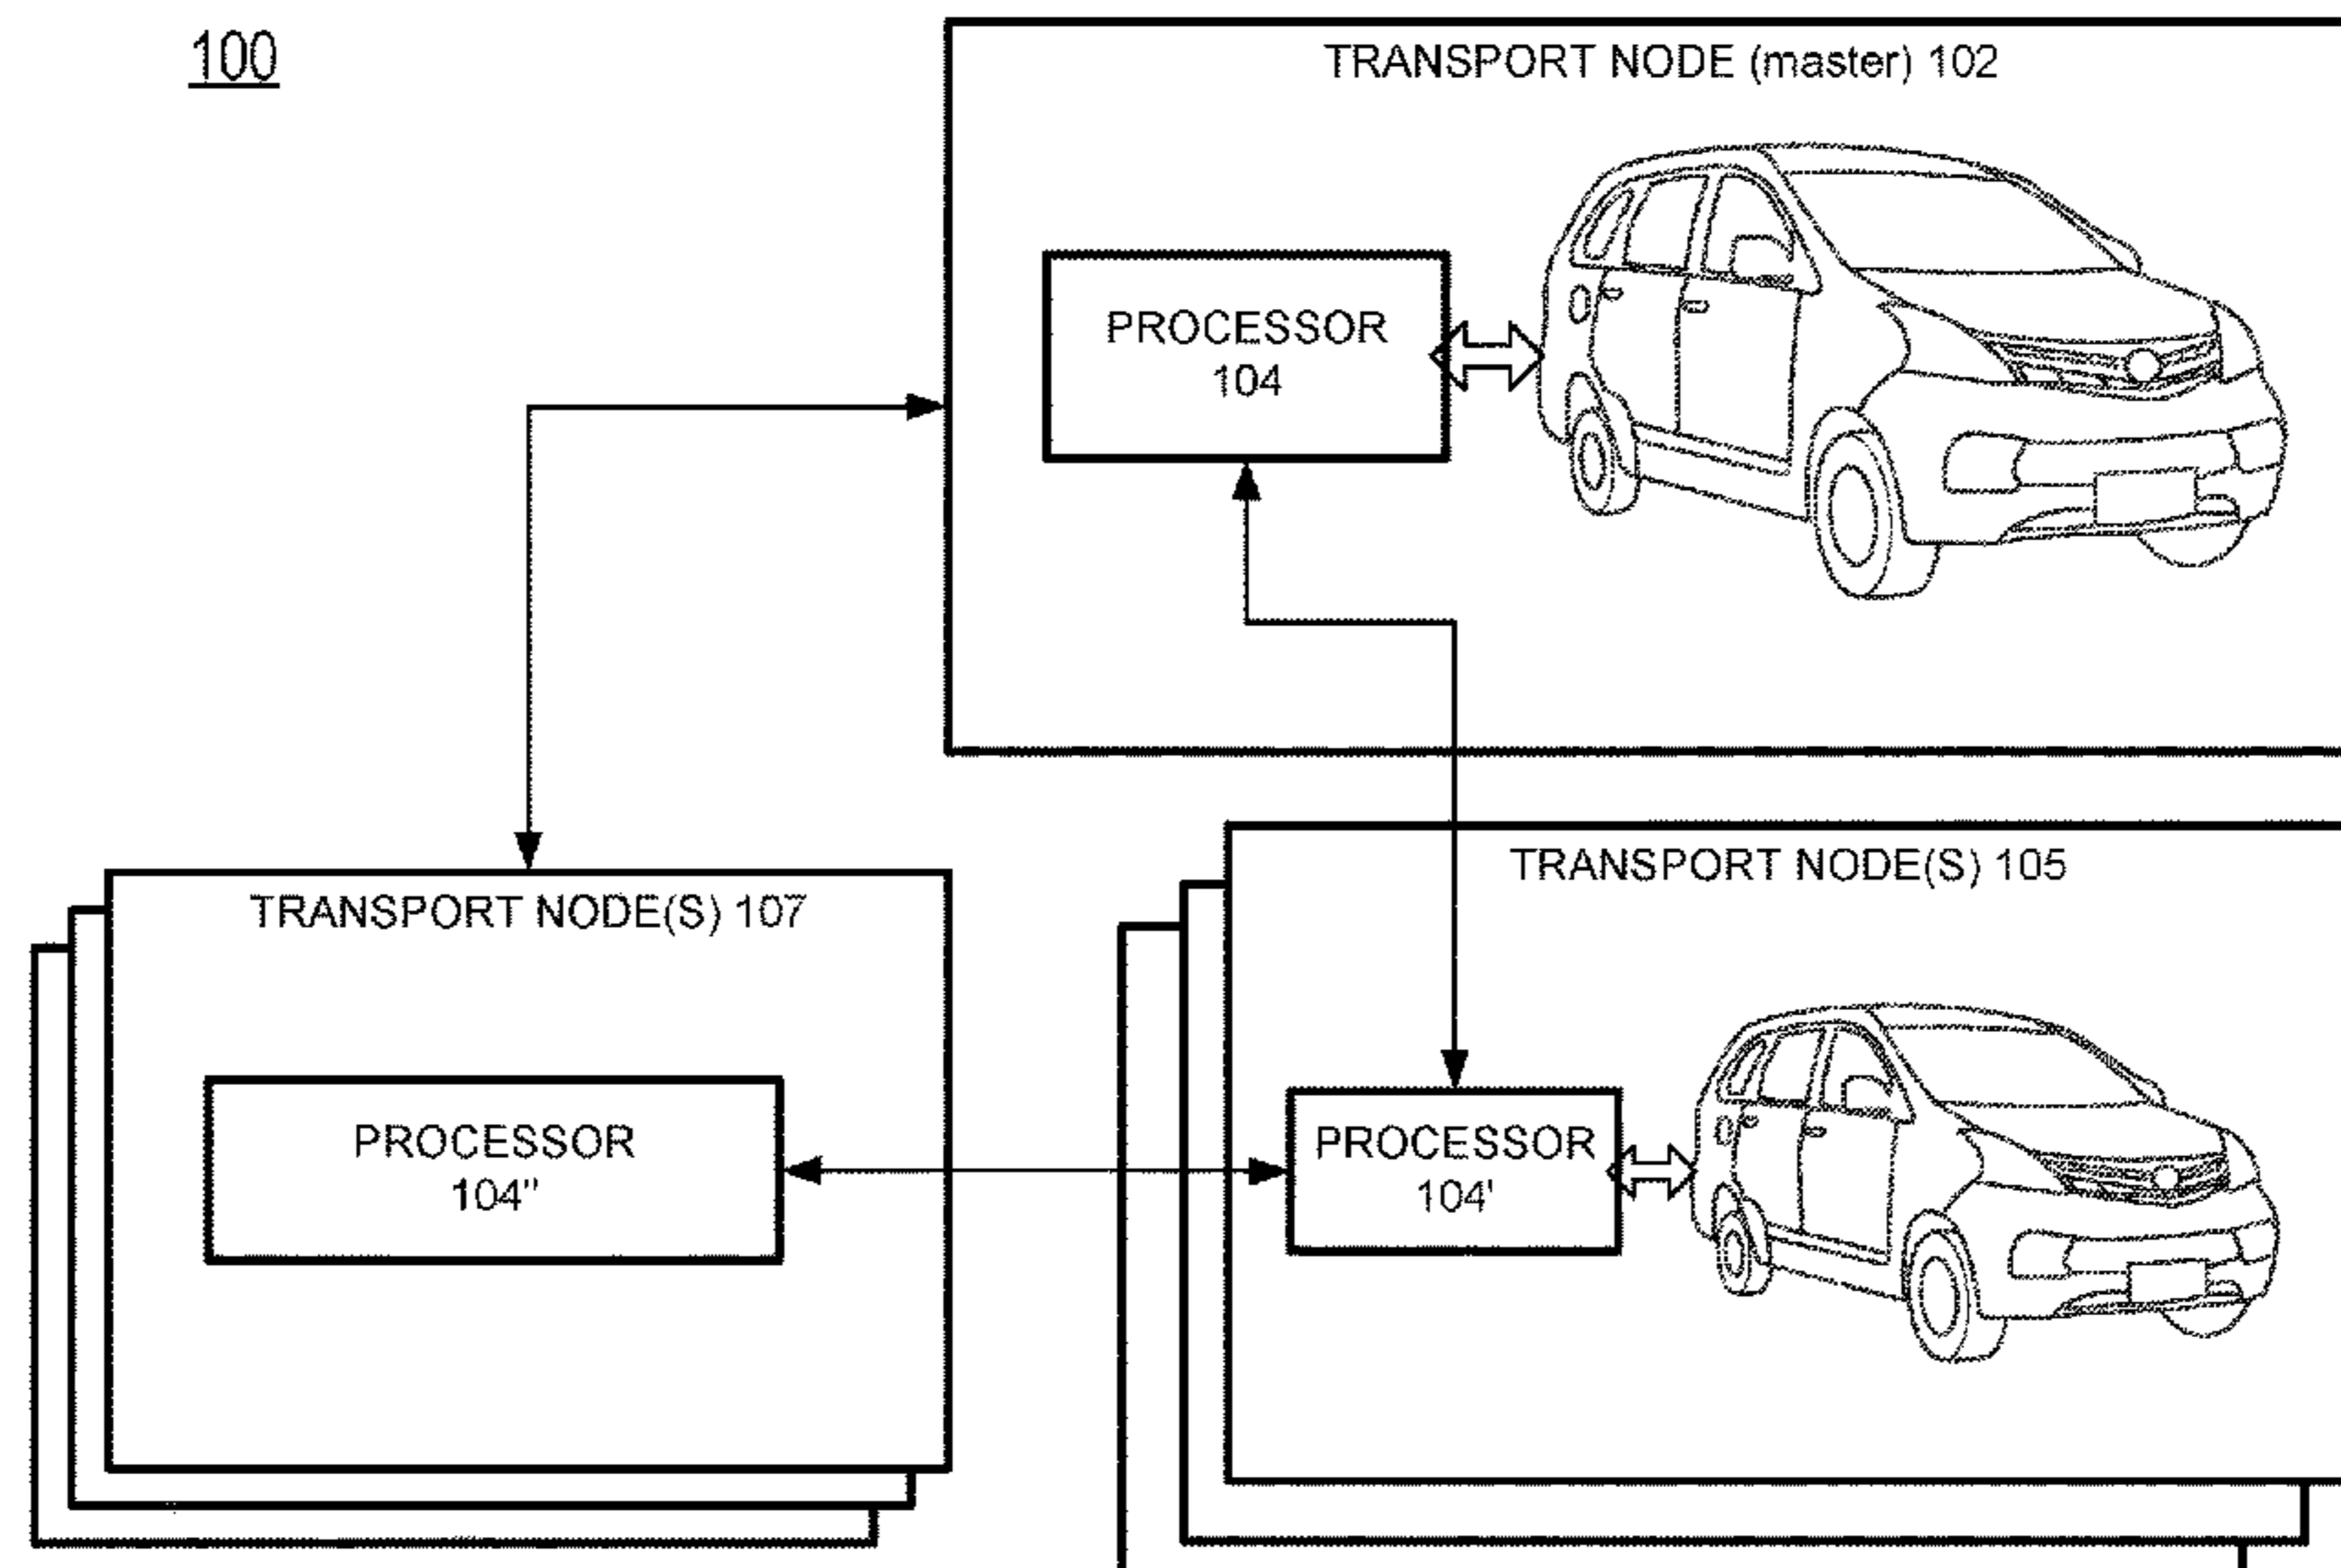 100
TRANSPORT NODE (master) 102
PROCESSOR
104
TRANSPORT NODE(S) 107
PROCESSOR
104"
TRANSPORT NODE(S) 105
PROCESSOR
104'